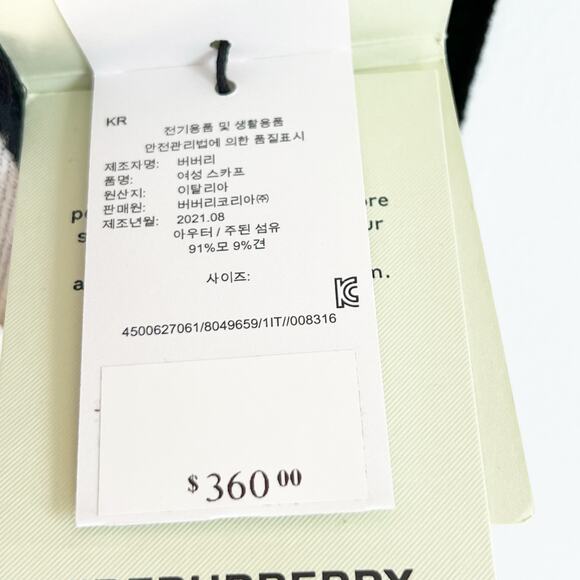 KR
전기용품 및 생활용품
안전관리법에 의한 품질표시
제조자명: 버버리
품명: 여성 스카프
원산지: 이탈리아
판매원: 버버리코리아㈜
제조년월: 2021.08
아우터 / 주된 섬유
91%모 9%견
사이즈:
4500627061/8049659/1IT//008316
$ 360 00